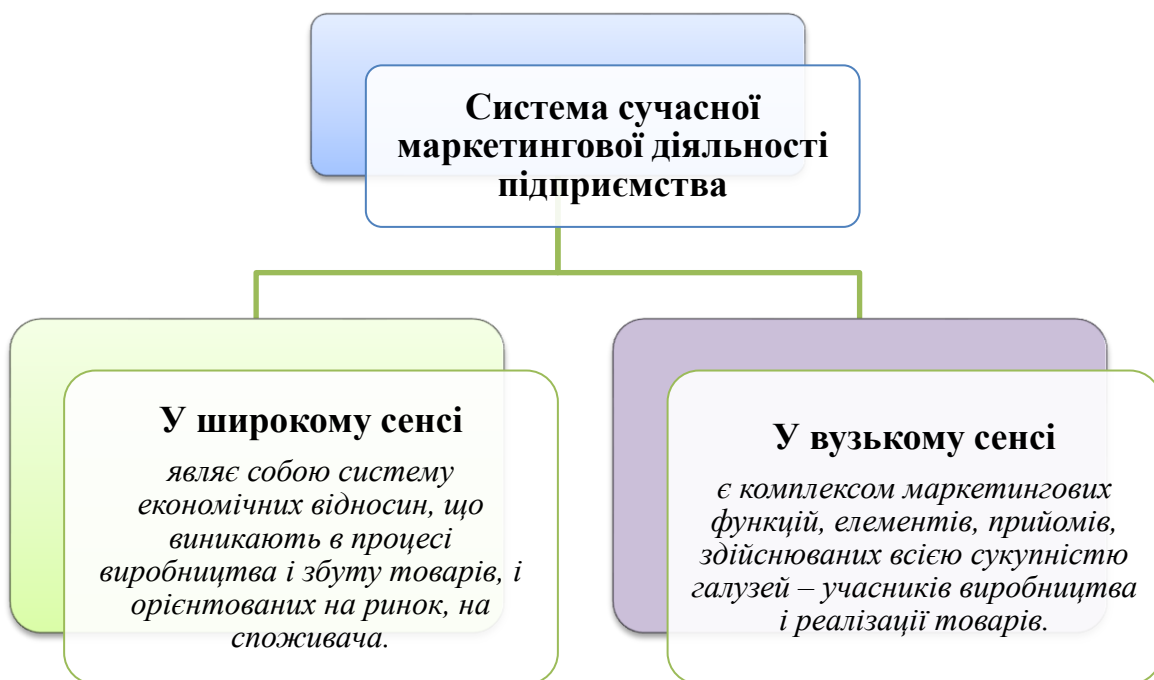 Система сучасної
маркетингової діяльності
підприємства
У широкому сенсі
являє собою систему
економічних відносин, що
виникають в процесі
виробництва і збуту товарів, і
орієнтованих на ринок, на
споживача.
У вузькому сенсі
є комплексом маркетингових
функцій, елементів, прийомів,
здійснюваних всією сукупністю
галузей – учасників виробництва
і реалізації товарів.